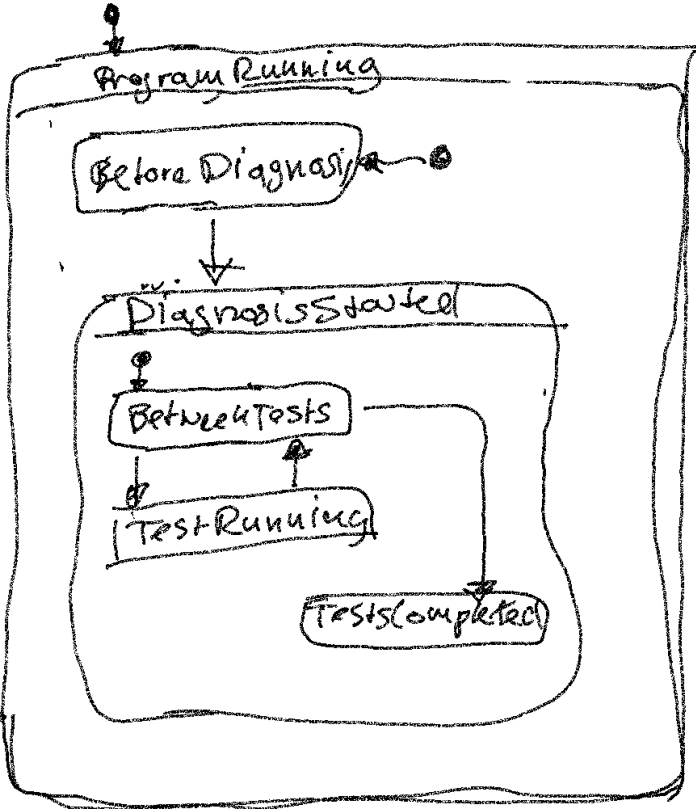 ProgramRunning
BeforeDiagnosis
DiagnosisStarted
BetweenTests
TestRunning
TestsCompleted